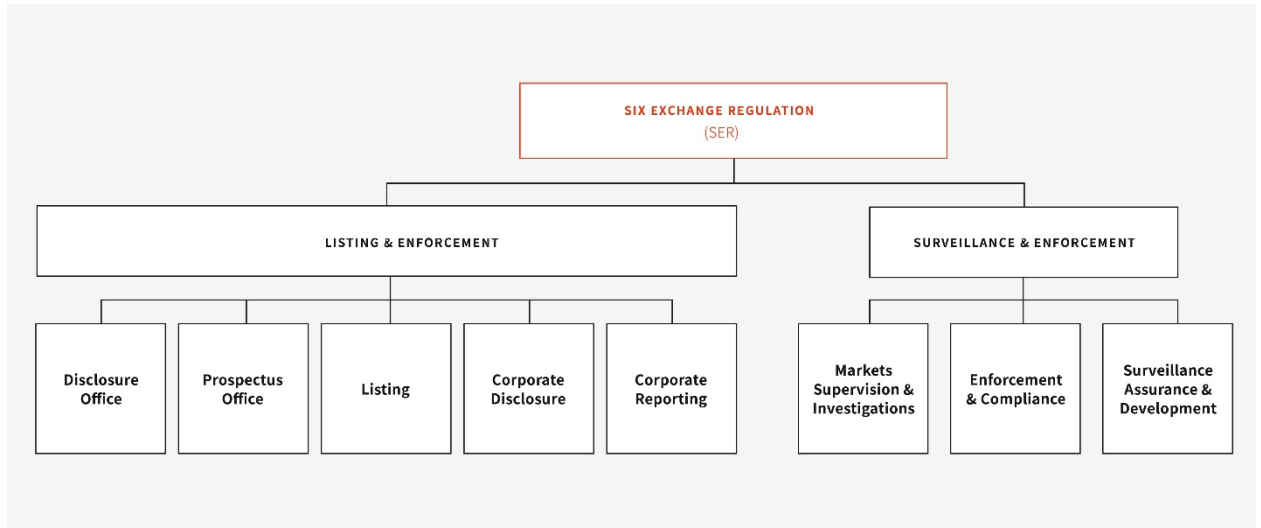 SIX EXCHANGE REGULATION
(SER)
LISTING & ENFORCEMENT
SURVEILLANCE & ENFORCEMENT
Disclosure
Office
Prospectus
Office
Listing
Corporate
Disclosure
Corporate
Reporting
Markets
Supervision &
Investigations
Enforcement
& Compliance
Surveillance
Assurance &
Development